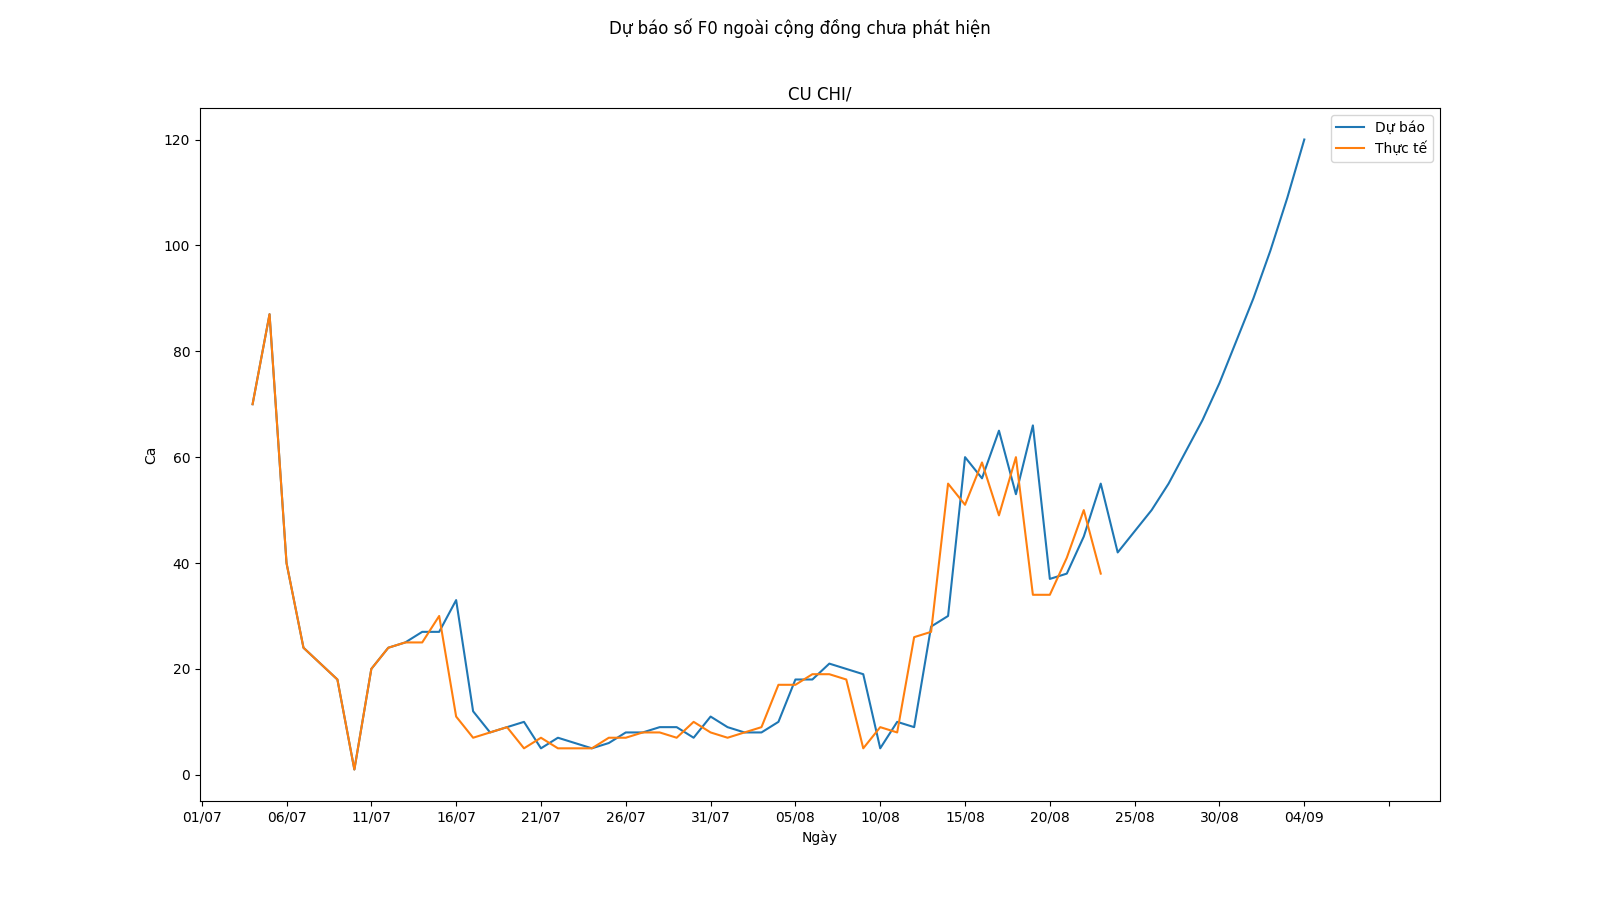 Dự báo số F0 ngoài cộng đồng chưa phát hiện
CU CHI/
Dự báo
Thực tế
120
100
80
60
40
20
0
Ca
01/07 06/07 11/07 16/07 21/07 26/07 31/07 05/08 10/08 15/08 20/08 25/08 30/08 04/09
Ngày